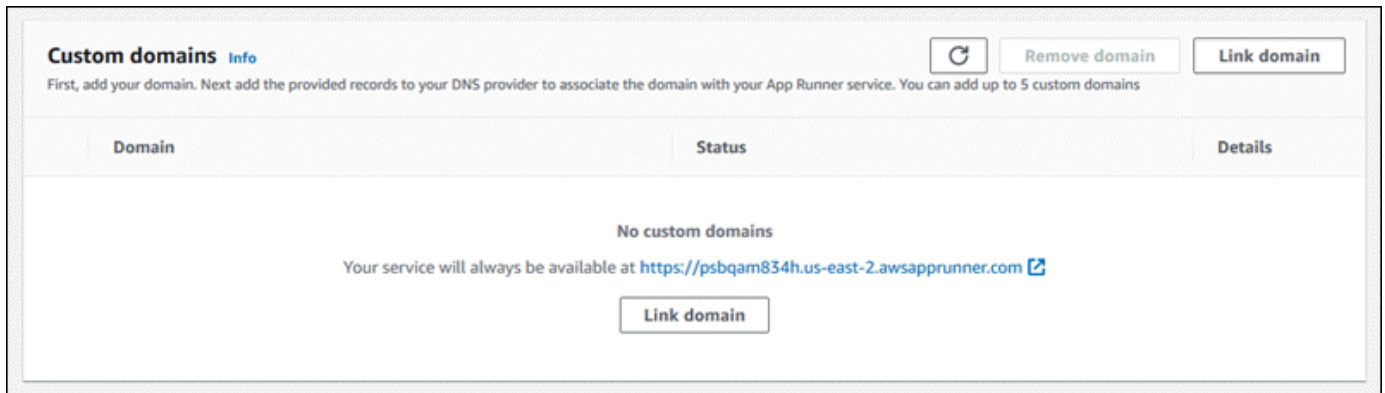 Custom domains Info
Remove domain
Link domain
First, add your domain. Next add the provided records to your DNS provider to associate the domain with your App Runner service. You can add up to 5 custom domains
Domain
Status
Details
No custom domains
Your service will always be available at https://psbqam834h.us-east-2.awsapprunner.com
Link domain